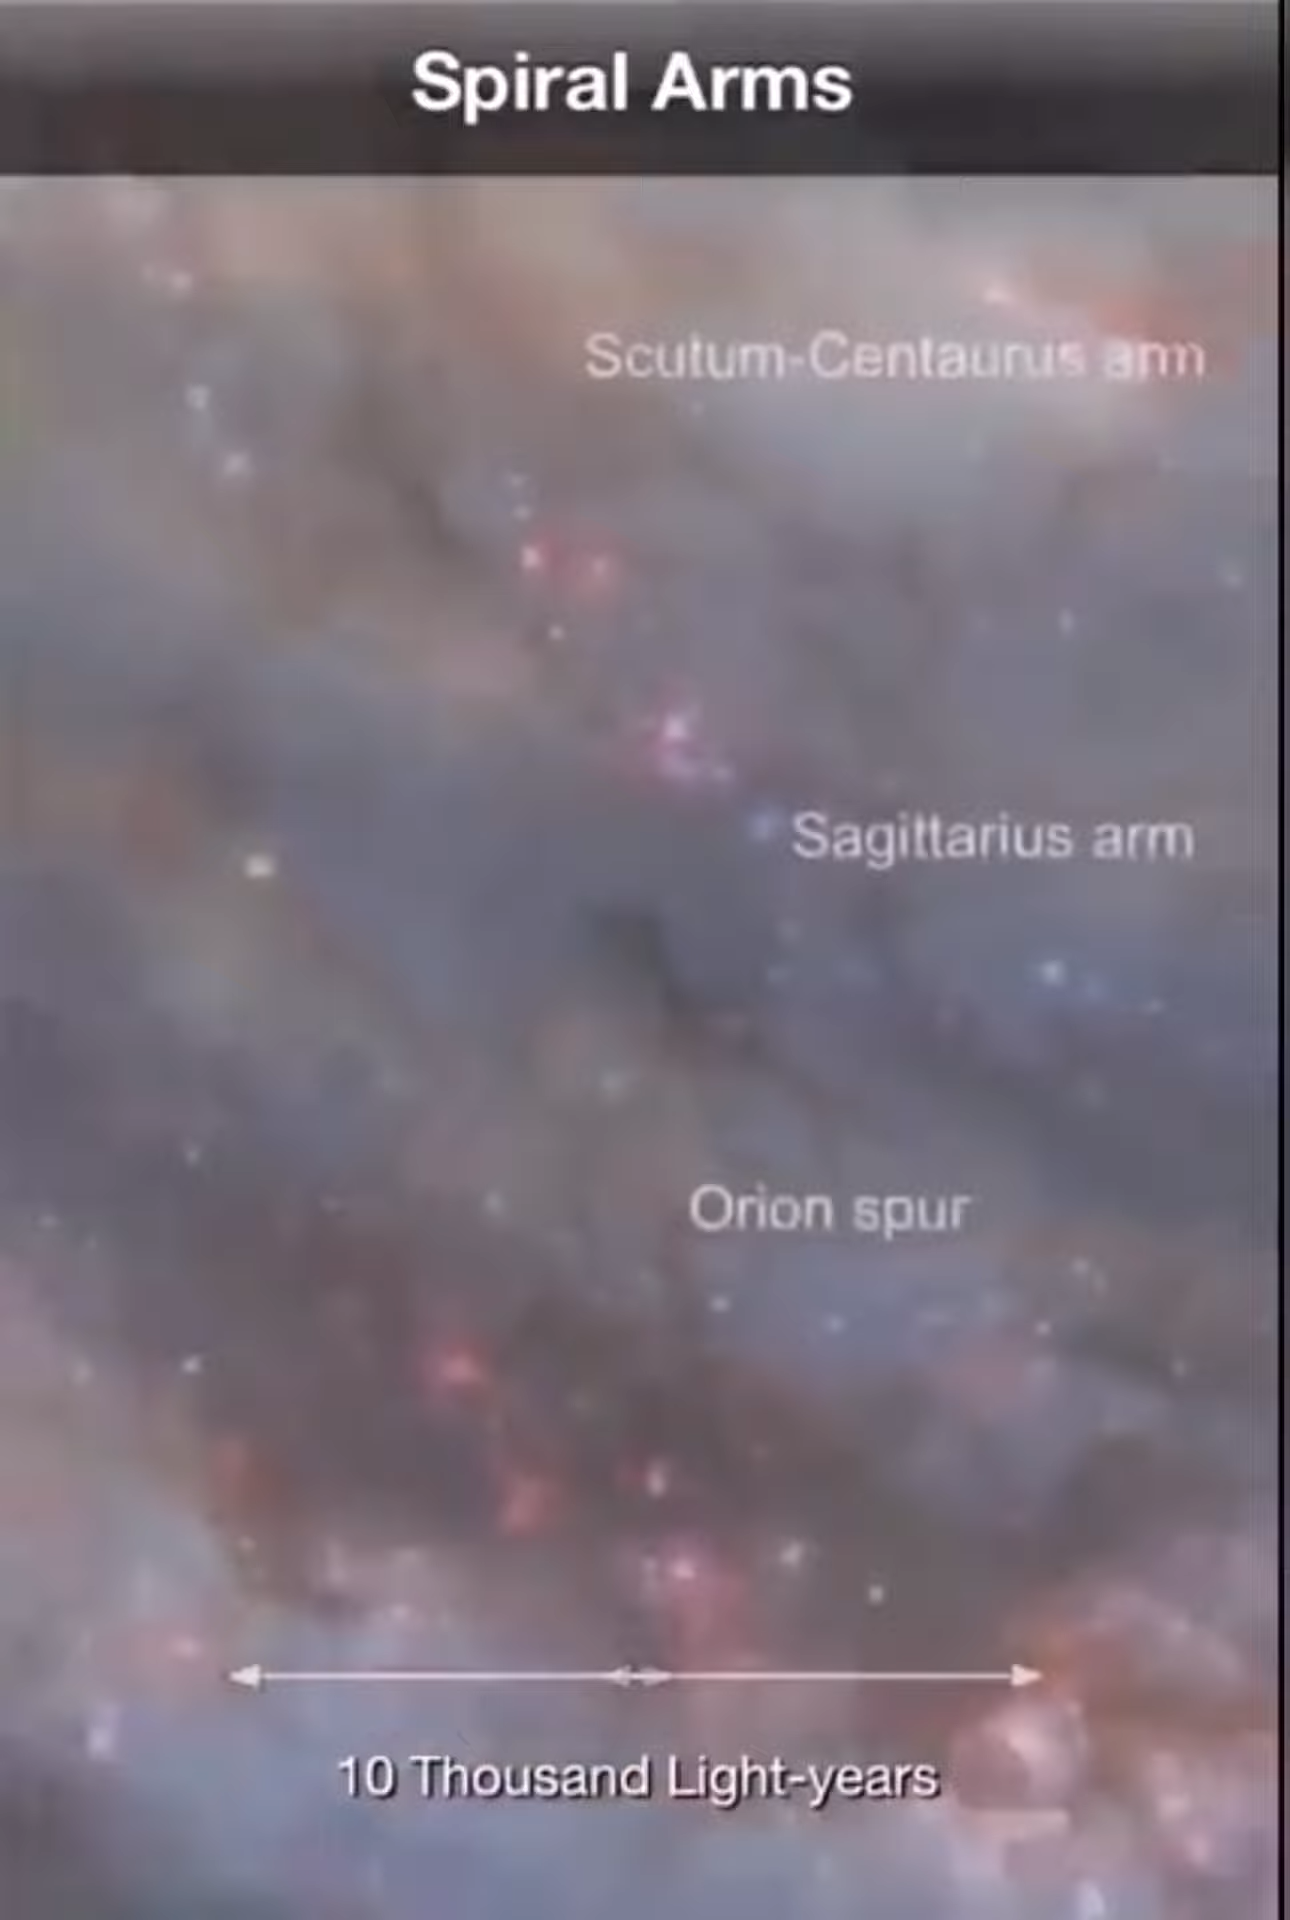 Spiral Arms
Scutum-Centaurus arm
Sagittarius arm
Orion spur
10 Thousand Light-years